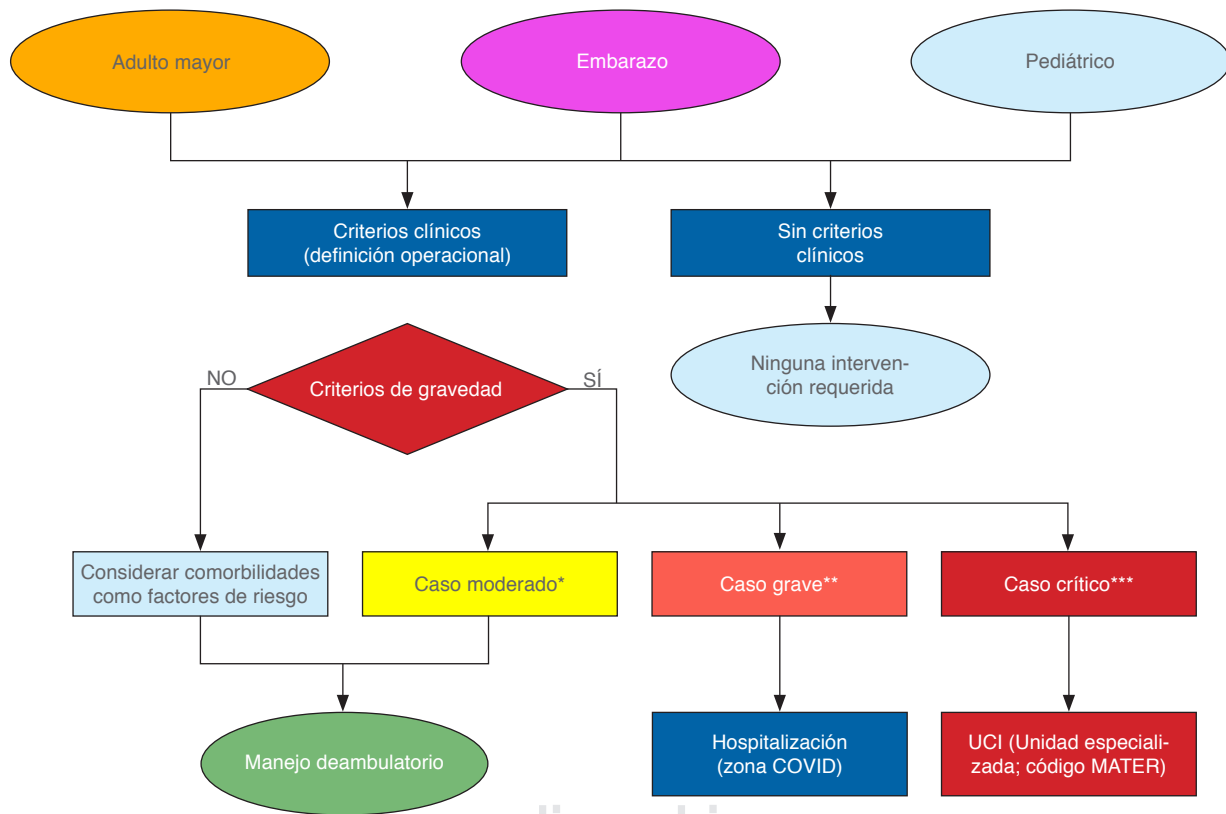 Adulto mayor
Embarazo
Pediátrico
Criterios clínicos
(definición operacional)
Sin criterios
clínicos
Ninguna interven-
ción requerida
NO
Criterios de gravedad
SÍ
Considerar comorbilidades
como factores de riesgo
Caso moderado*
Caso grave**
Caso crítico***
Manejo deambulatorio
Hospitalización
(zona COVID)
UCI (Unidad especiali-
zada; código MATER)